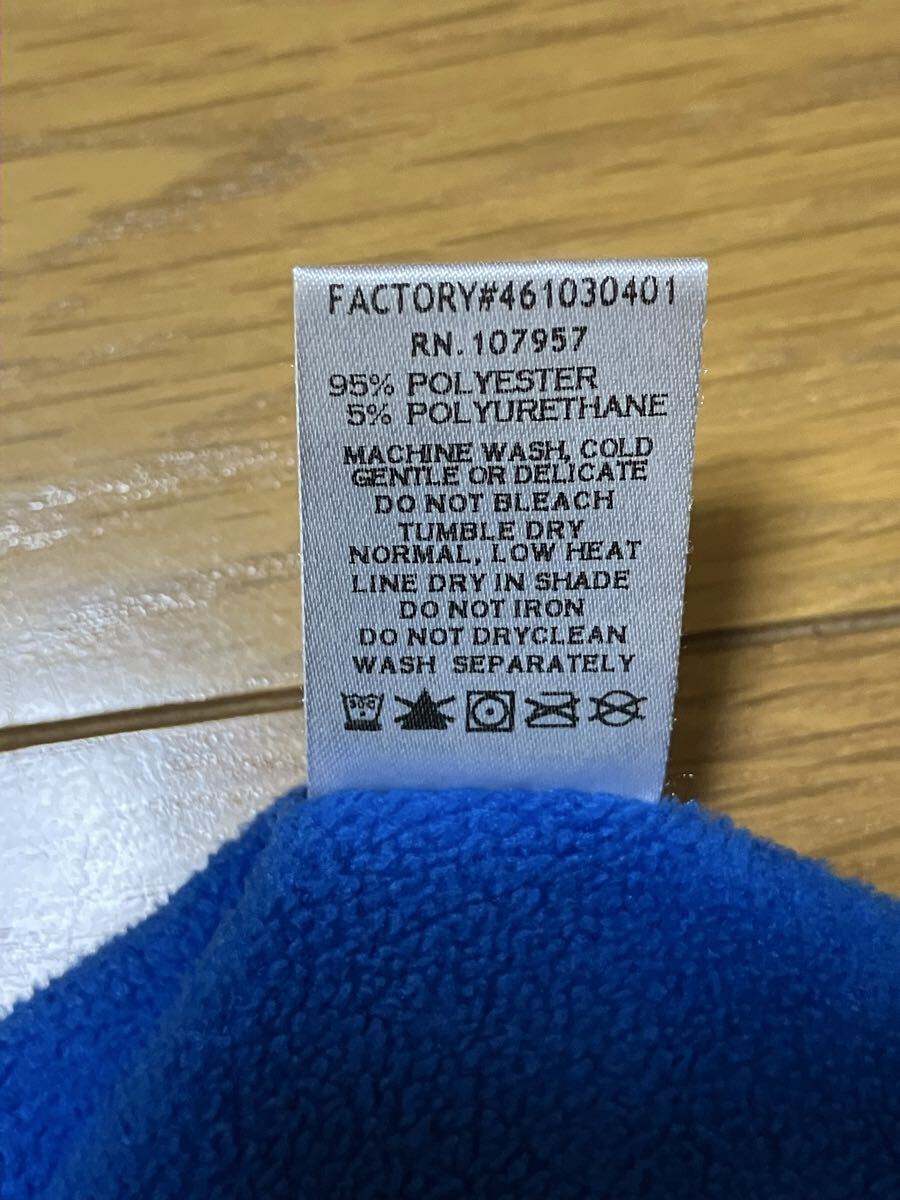 FACTORY#461030401
RN. 107957
95% POLYESTER
5% POLYURETHANE
MACHINE WASH, COLD
GENTLE OR DELICATE
DO NOT BLEACH
TUMBLE DRY
NORMAL, LOW HEAT
LINE DRY IN SHADE
DO NOT IRON
DO NOT DRYCLEAN
WASH SEPARATELY